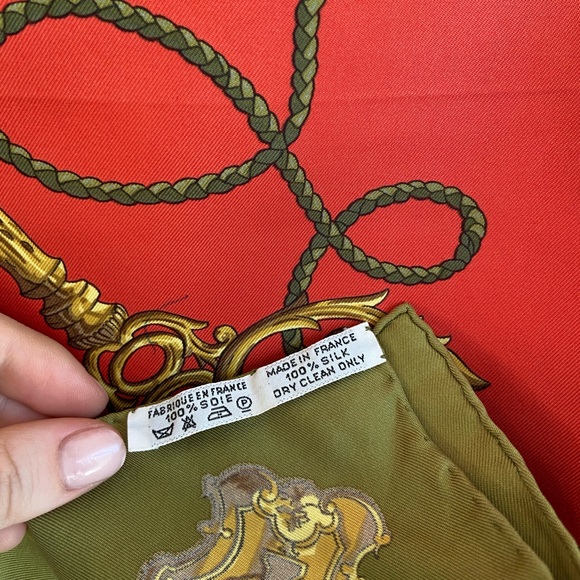 FABRIQUE EN FRANCE
100% SOIE
P
MADE IN FRANCE
100% SILK
DRY CLEAN ONLY